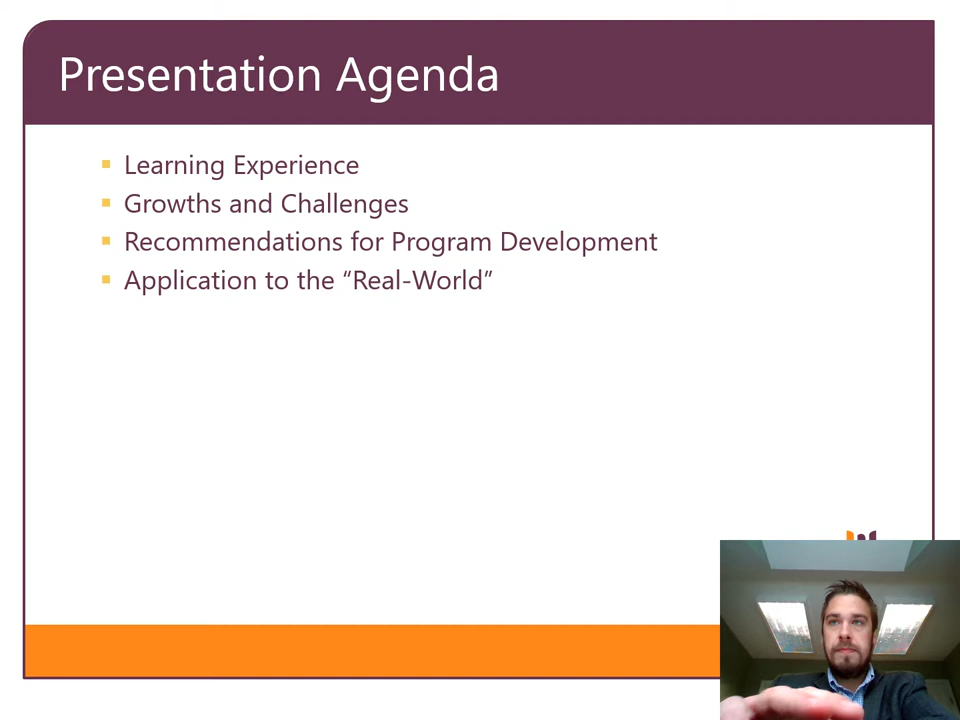 Presentation Agenda
Learning Experience
Growths and Challenges
Recommendations for Program Development
Application to the “Real-World”